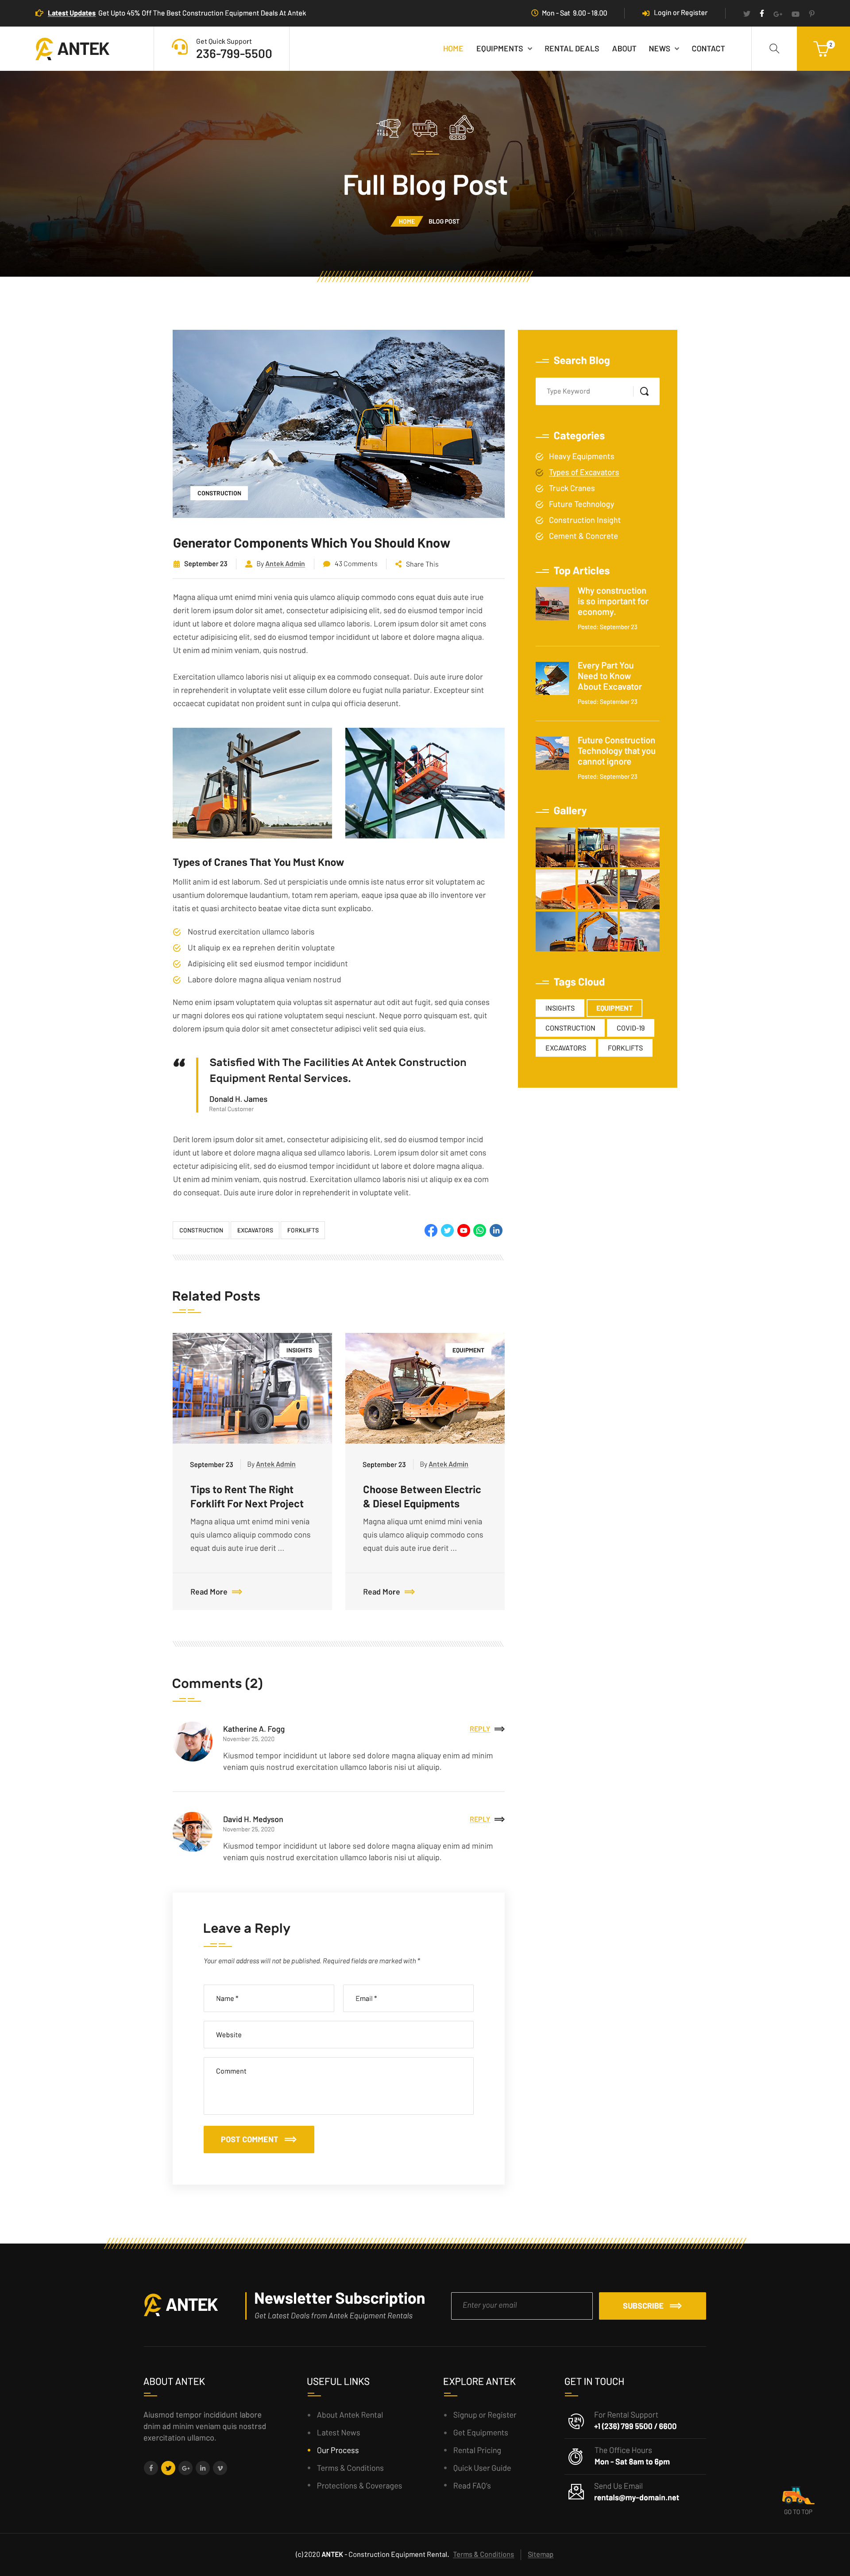 Latest Updates Get Upto 45% Off The Best Construction Equipment Deals At Antek
Mon - Sat 9.00 - 18.00
Login or Register
ANTEK
Get Quick Support
236-799-5500
HOME
EQUIPMENTS
RENTAL DEALS
ABOUT
NEWS
CONTACT
2
Full Blog Post
HOME
BLOG POST
CONSTRUCTION
Generator Components Which You Should Know
September 23
By Antek Admin
43 Comments
Share This
Magna aliqua umt enimd mini venia quis ulamco aliquip commodo cons equat duis aute irue
derit lorem ipsum dolor sit amet, consectetur adipisicing elit, sed do eiusmod tempor incid
idunt ut labore et dolore magna aliqua sed ullamco laboris. Lorem ipsum dolor sit amet cons
ectetur adipisicing elit, sed do eiusmod tempor incididunt ut labore et dolore magna aliqua.
Ut enim ad minim veniam, quis nostrud.
Exercitation ullamco laboris nisi ut aliquip ex ea commodo consequat. Duis aute irure dolor
in reprehenderit in voluptate velit esse cillum dolore eu fugiat nulla pariatur. Excepteur sint
occaecat cupidatat non proident sunt in culpa qui officia deserunt.
Types of Cranes That You Must Know
Mollit anim id est laborum. Sed ut perspiciatis unde omnis iste natus error sit voluptatem ac
usantium doloremque laudantium, totam rem aperiam, eaque ipsa quae ab illo inventore ver
itatis et quasi architecto beatae vitae dicta sunt explicabo.
Nostrud exercitation ullamco laboris
Ut aliquip ex ea reprehen deritin voluptate
Adipisicing elit sed eiusmod tempor incididunt
Labore dolore magna aliqua veniam nostrud
Nemo enim ipsam voluptatem quia voluptas sit aspernatur aut odit aut fugit, sed quia conses
ur magni dolores eos qui ratione voluptatem sequi nesciunt. Neque porro quisquam est, quit
dolorem ipsum quia dolor sit amet consectetur adipisci velit sed quia eius.
Satisfied With The Facilities At Antek Construction
Equipment Rental Services.
Donald H. James
Rental Customer
Derit lorem ipsum dolor sit amet, consectetur adipisicing elit, sed do eiusmod tempor incid
idunt ut labore et dolore magna aliqua sed ullamco laboris. Lorem ipsum dolor sit amet cons
ectetur adipisicing elit, sed do eiusmod tempor incididunt ut labore et dolore magna aliqua.
Ut enim ad minim veniam, quis nostrud. Exercitation ullamco laboris nisi ut aliquip ex ea com
do consequat. Duis aute irure dolor in reprehenderit in voluptate velit.
CONSTRUCTION
EXCAVATORS
FORKLIFTS
Related Posts
INSIGHTS
September 23
By Antek Admin
Tips to Rent The Right
Forklift For Next Project
Magna aliqua umt enimd mini venia
quis ulamco aliquip commodo cons
equat duis aute irue derit ...
Read More
EQUIPMENT
September 23
By Antek Admin
Choose Between Electric
& Diesel Equipments
Magna aliqua umt enimd mini venia
quis ulamco aliquip commodo cons
equat duis aute irue derit ...
Read More
Comments (2)
Katherine A. Fogg
November 25, 2020
REPLY
Kiusmod tempor incididunt ut labore sed dolore magna aliquay enim ad minim
veniam quis nostrud exercitation ullamco laboris nisi ut aliquip.
David H. Medyson
November 25, 2020
REPLY
Kiusmod tempor incididunt ut labore sed dolore magna aliquay enim ad minim
veniam quis nostrud exercitation ullamco laboris nisi ut aliquip.
Leave a Reply
Your email address will not be published. Required fields are marked with *
Name *
Email *
Website
Comment
POST COMMENT
Search Blog
Type Keyword
Categories
Heavy Equipments
Types of Excavators
Truck Cranes
Future Technology
Construction Insight
Cement & Concrete
Top Articles
Why construction
is so important for
economy.
Posted: September 23
Every Part You
Need to Know
About Excavator
Posted: September 23
Future Construction
Technology that you
cannot ignore
Posted: September 23
Gallery
Tags Cloud
INSIGHTS
EQUIPMENT
CONSTRUCTION
COVID-19
EXCAVATORS
FORKLIFTS
ANTEK
Newsletter Subscription
Get Latest Deals from Antek Equipment Rentals
Enter your email
SUBSCRIBE
ABOUT ANTEK
Aiusmod tempor incididunt labore
dnim ad minim veniam quis nostrsd
exercitation ullamco.
USEFUL LINKS
About Antek Rental
Latest News
Our Process
Terms & Conditions
Protections & Coverages
EXPLORE ANTEK
Signup or Register
Get Equipments
Rental Pricing
Quick User Guide
Read FAQ's
GET IN TOUCH
For Rental Support
+1 (236) 799 5500 / 6600
The Office Hours
Mon - Sat 8am to 6pm
Send Us Email
rentals@my-domain.net
GO TO TOP
(c) 2020 ANTEK - Construction Equipment Rental.
Terms & Conditions
Sitemap